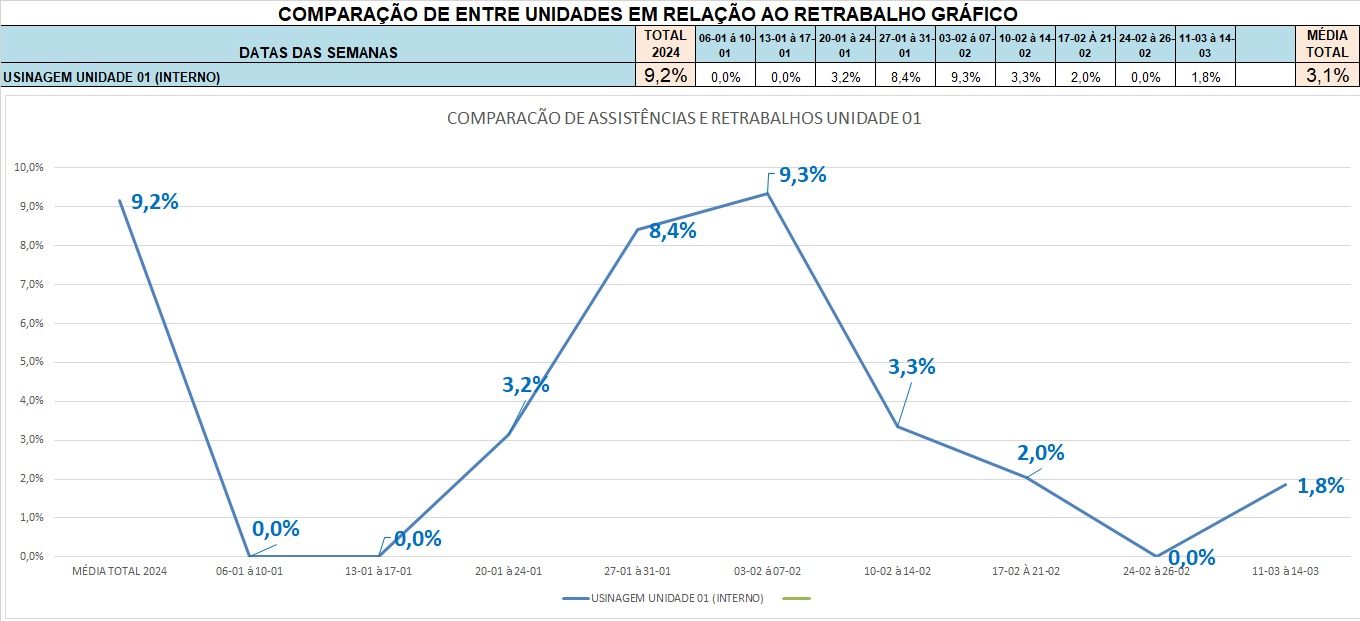 COMPARAÇÃO DE ENTRE UNIDADES EM RELAÇÃO AO RETRABALHO GRÁFICO
DATAS DAS SEMANAS
TOTAL 2024
06-01 á 10-01
13-01 á 17-01
20-01 á 24-01
27-01 á 31-01
03-02 á 07-02
10-02 á 14-02
17-02 À 21-02
24-02 à 26-02
11-03 à 14-03
MÉDIA TOTAL
USINAGEM UNIDADE 01 (INTERNO) 9,2% 0,0% 0,0% 3,2% 8,4% 9,3% 3,3% 2,0% 0,0% 1,8% 3,1%
COMPARACÃO DE ASSISTÊNCIAS E RETRABALHOS UNIDADE 01
10,0%
9,0%
8,0%
7,0%
6,0%
5,0%
4,0%
3,0%
2,0%
1,0%
0,0%
9,2%
0,0%
0,0%
3,2%
8,4%
9,3%
3,3%
2,0%
0,0%
1,8%
MÉDIA TOTAL 2024 06-01 á 10-01 13-01 á 17-01 20-01 á 24-01 27-01 á 31-01 03-02 á 07-02 10-02 á 14-02 17-02 À 21-02 24-02 à 26-02 11-03 à 14-03
USINAGEM UNIDADE 01 (INTERNO)